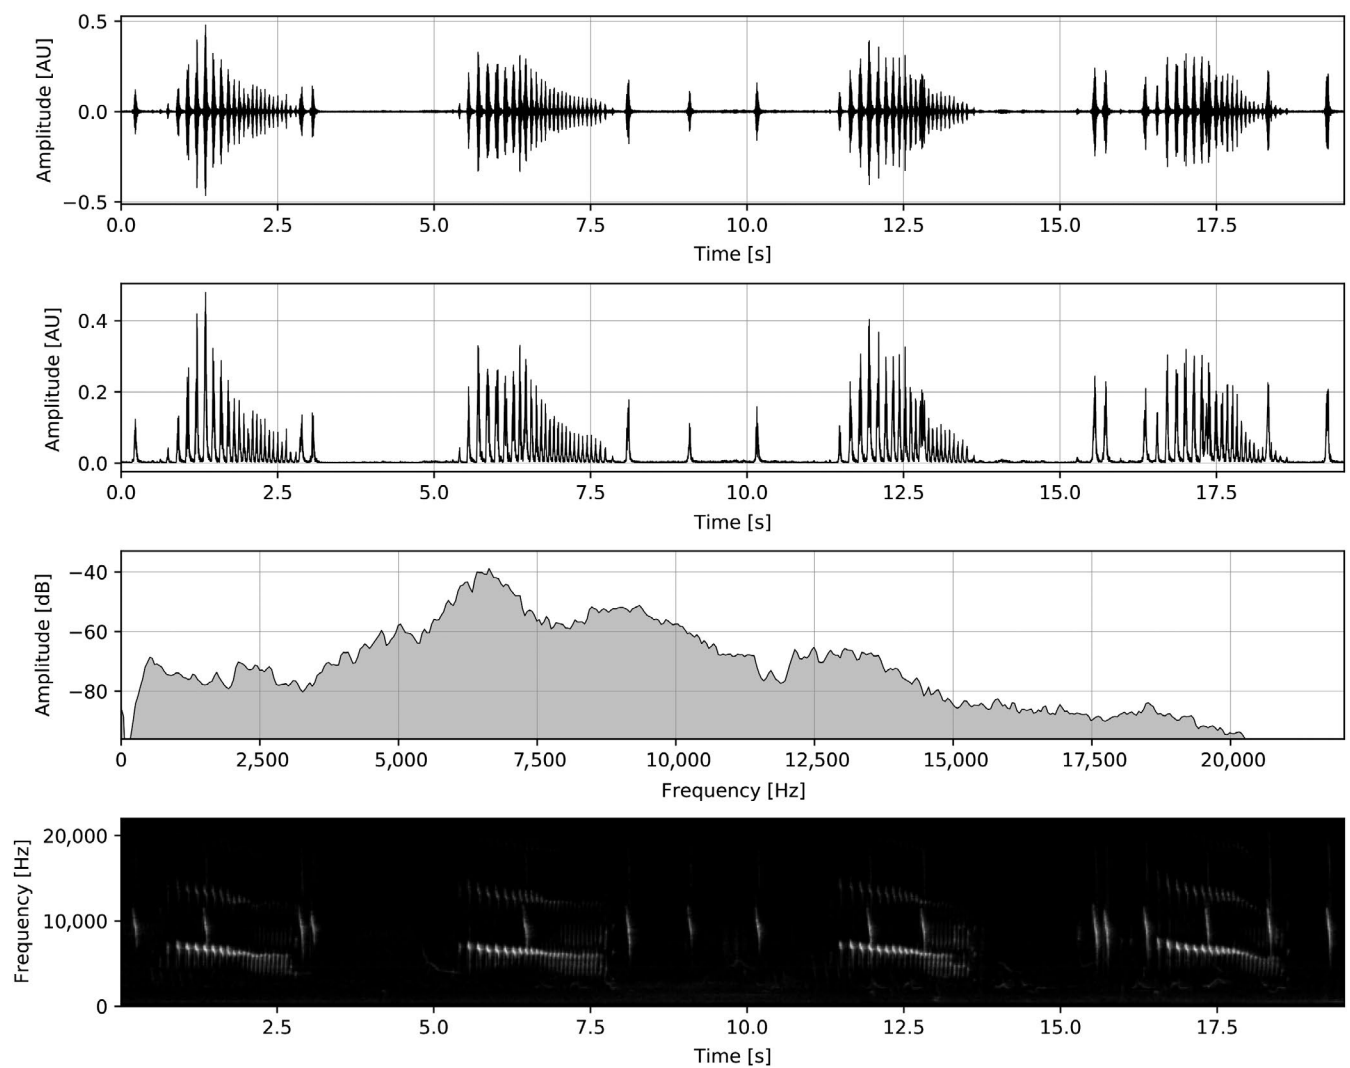 Amplitude [AU]
0.5
0.0
−0.5
0.0 2.5 5.0 7.5 10.0 12.5 15.0 17.5
Time [s]
Amplitude [AU]
0.4
0.2
0.0
0.0 2.5 5.0 7.5 10.0 12.5 15.0 17.5
Time [s]
Amplitude [dB]
−40
−60
−80
0 2,500 5,000 7,500 10,000 12,500 15,000 17,500 20,000
Frequency [Hz]
Frequency [Hz]
20,000
10,000
0
2.5 5.0 7.5 10.0 12.5 15.0 17.5
Time [s]